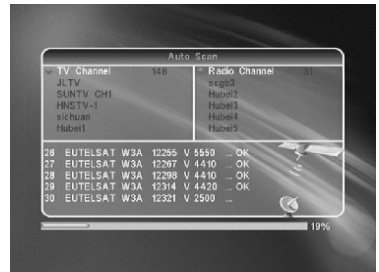 Auto Scan
TV Channel 146
JLTV
SUNTV CH1
HNSTV-1
sichuan
Hubei1
Radio Channel 31
scgb3
Hubei2
Hubei3
Hubei4
Hubei5
26 EUTELSAT W3A 12255 V 5550 ... OK
27 EUTELSAT W3A 12267 V 4410 ... OK
28 EUTELSAT W3A 12298 V 4410 ... OK
29 EUTELSAT W3A 12314 V 4420 ... OK
30 EUTELSAT W3A 12321 V 2500 ...
19%